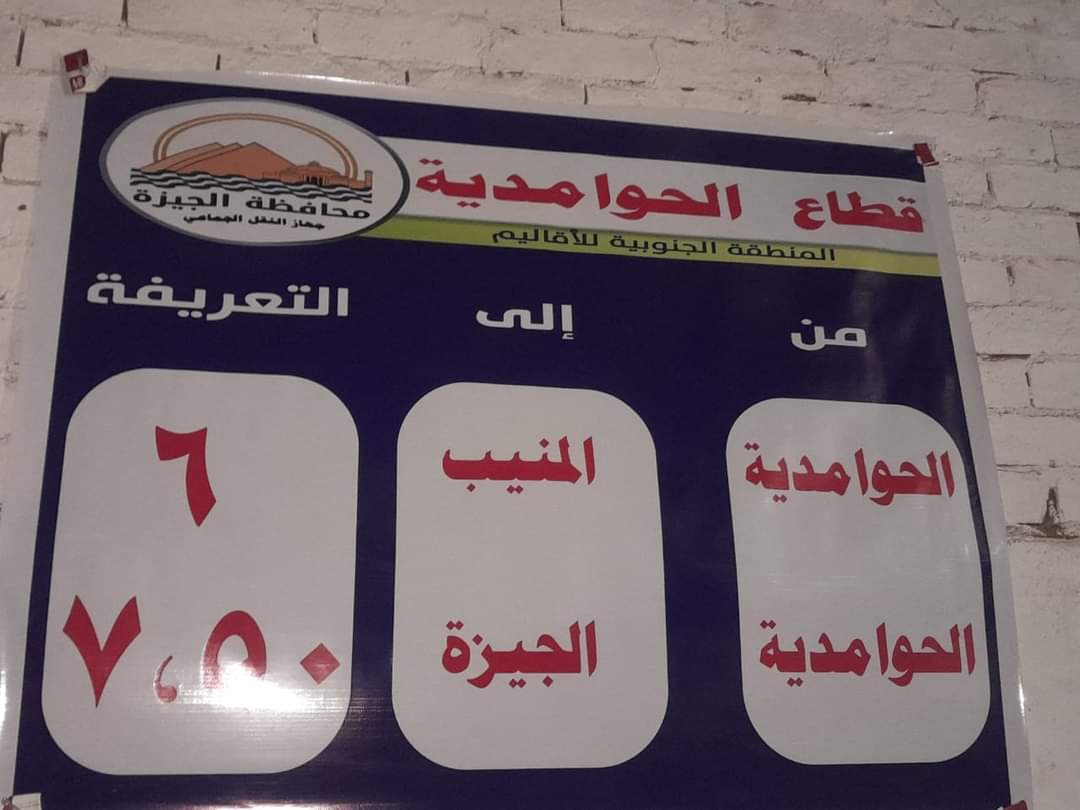 محافظة الجيزة
جهاز النقل الجماعي
قطاع الحوامدية
المنطقة الجنوبية للأقاليم
من إلى التعريفة
الحوامدية المنيب ٦
الحوامدية الجيزة ٧,٥٠